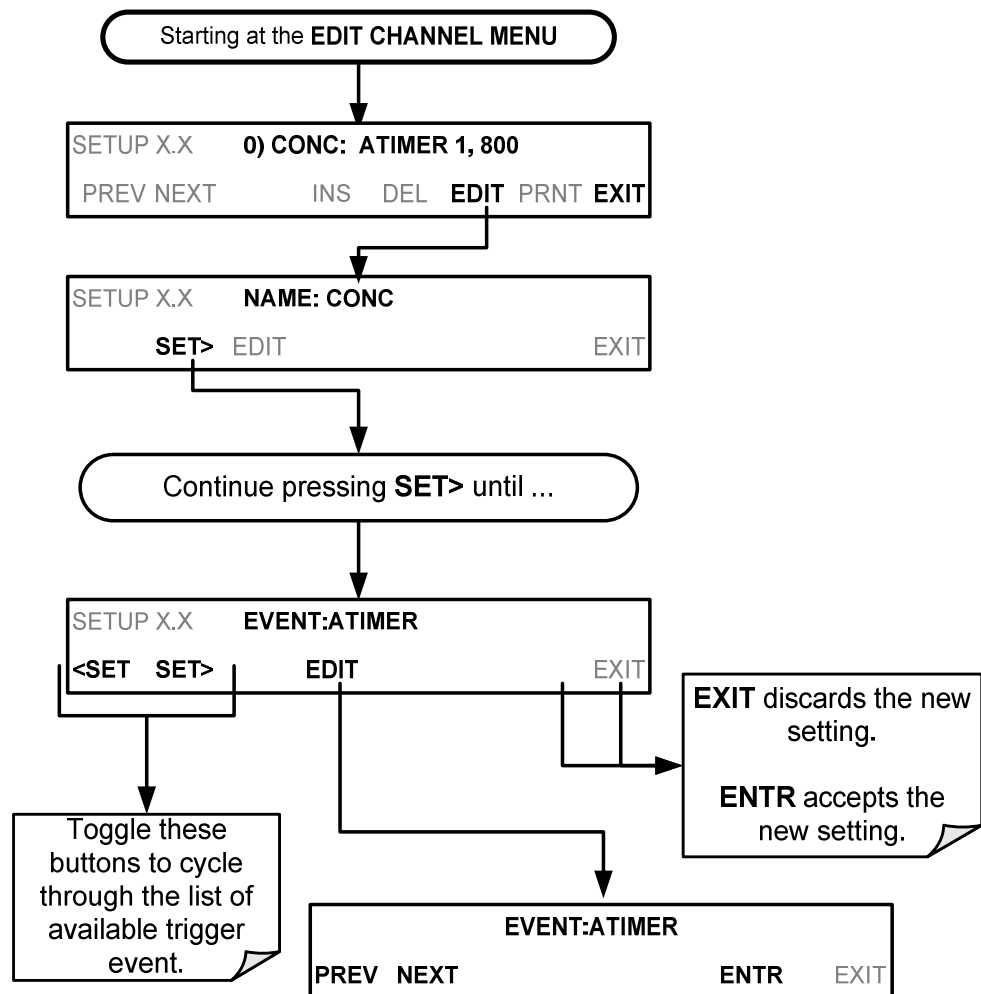 Starting at the EDIT CHANNEL MENU
SETUP X.X 0) CONC: ATIMER 1, 800
PREV NEXT INS DEL EDIT PRNT EXIT
SETUP X.X NAME: CONC
SET> EDIT EXIT
Continue pressing SET> until ...
SETUP X.X EVENT:ATIMER
<SET SET> EDIT EXIT
EXIT discards the new
setting.
ENTR accepts the
new setting.
Toggle these
buttons to cycle
through the list of
available trigger
event.
EVENT:ATIMER
PREV NEXT ENTR EXIT